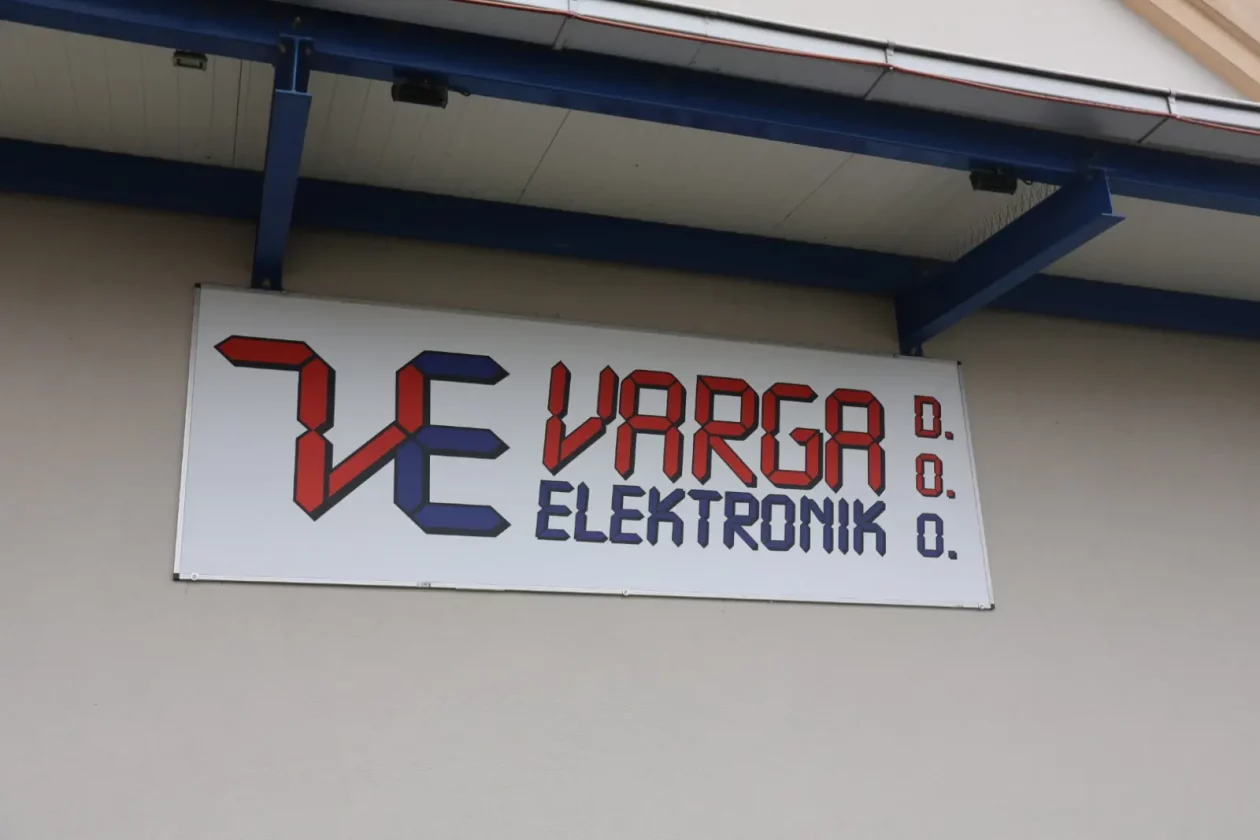 VE
VARGA
ELEKTRONIK
D.
O.
O.